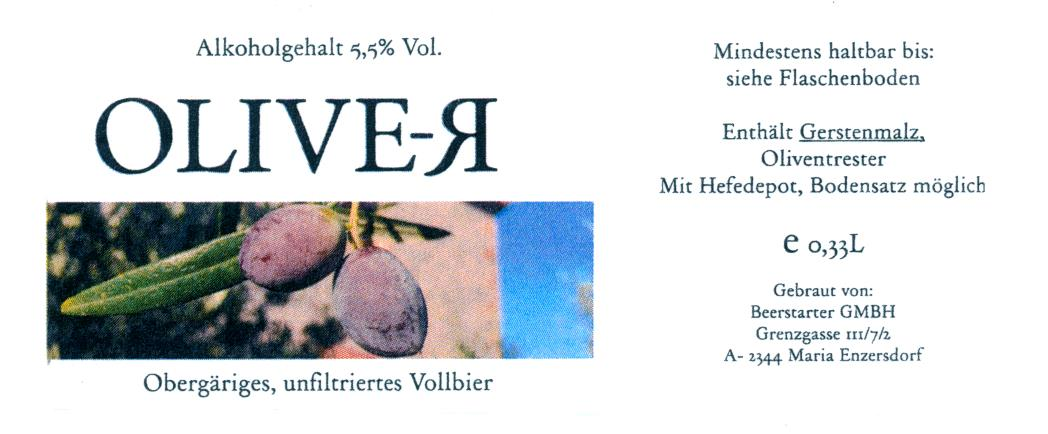 Alkoholgehalt 5,5% Vol.
OLIVE-Я
Obergäriges, unfiltriertes Vollbier
Mindestens haltbar bis:
siehe Flaschenboden
Enthält Gerstenmalz,
Oliventrester
Mit Hefedepot, Bodensatz möglich
e 0,33L
Gebraut von:
Beerstarter GMBH
Grenzgasse 111/7/2
A- 2344 Maria Enzersdorf